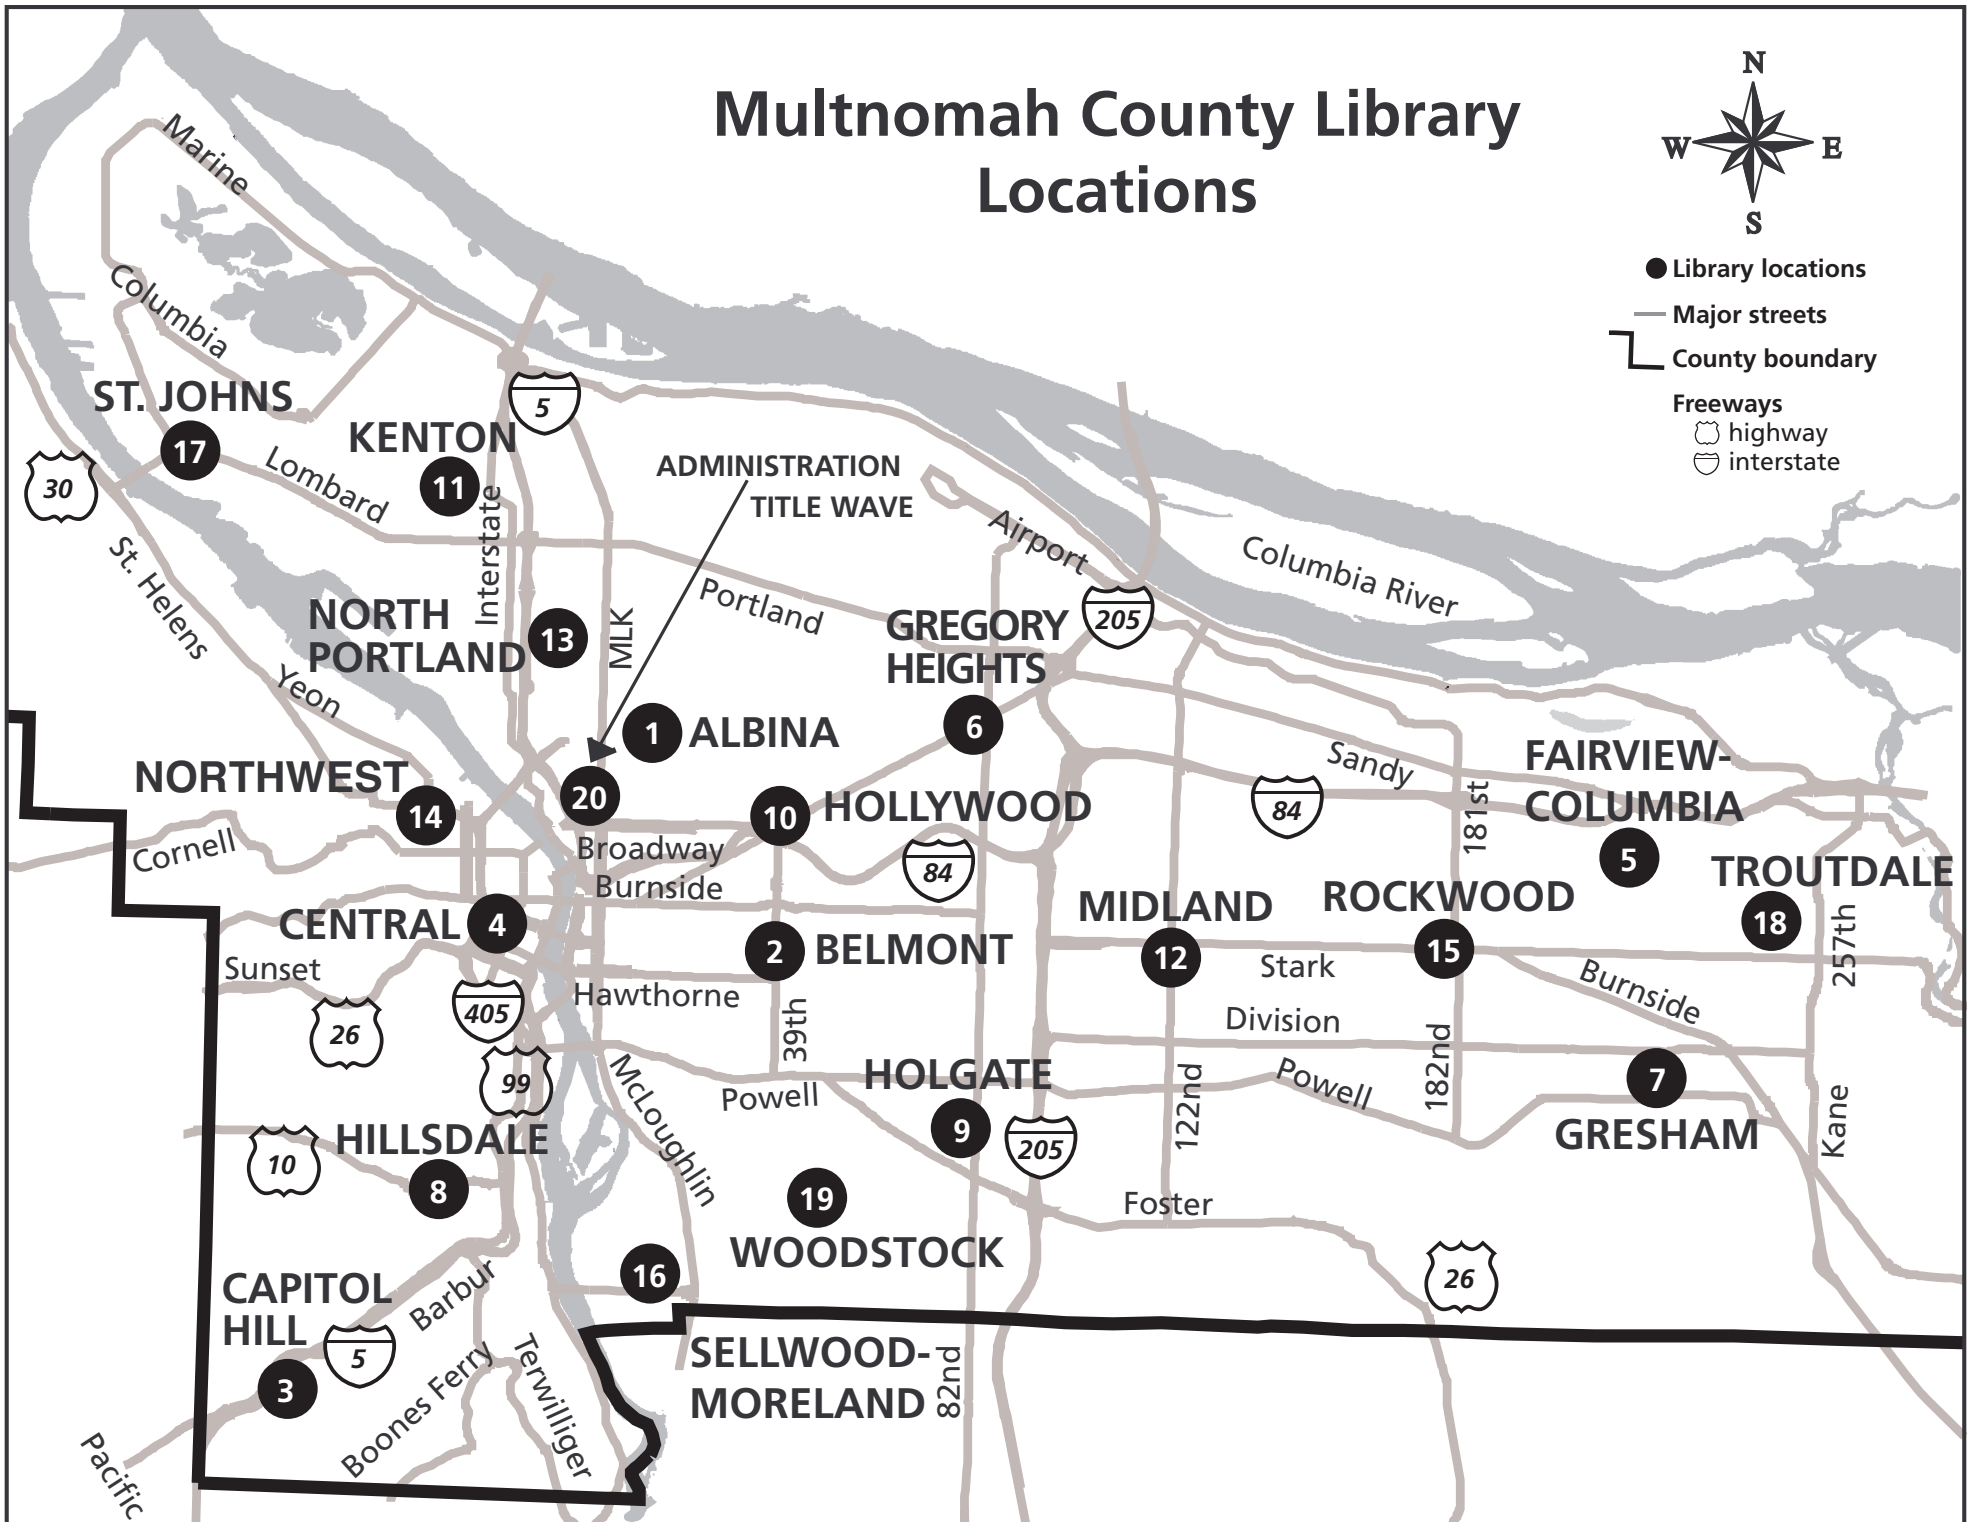 Multnomah County Library
Locations
N
W
E
S
Library locations
Major streets
County boundary
Freeways
highway
interstate
Marine
Columbia
ST. JOHNS
17
30
KENTON
11
Lombard
5
Interstate
ADMINISTRATION
TITLE WAVE
Airport
Columbia River
St. Helens
Portland
205
NORTH
PORTLAND
13
MLK
GREGORY
HEIGHTS
6
Yeon
1
ALBINA
NORTHWEST
14
20
10
HOLLYWOOD
Sandy
84
181st
FAIRVIEW-
COLUMBIA
5
Cornell
Broadway
Burnside
84
TROUTDALE
18
CENTRAL
4
MIDLAND
12
ROCKWOOD
15
2
BELMONT
Sunset
Stark
Burnside
257th
26
405
Hawthorne
39th
Division
182nd
99
McLoughlin
Powell
HOLGATE
9
205
122nd
Powell
7
GRESHAM
Kane
HILLSDALE
10
8
19
WOODSTOCK
Foster
26
16
CAPITOL
HILL
5
3
Barbur
SELLWOOD-
MORELAND
82nd
Boones Ferry
Terwilliger
Pacific